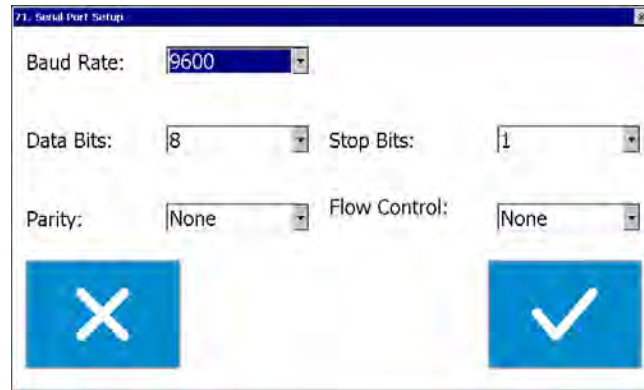 71. Serial Port Setup
Baud Rate: 9600
Data Bits: 8 Stop Bits: 1
Parity: None Flow Control: None